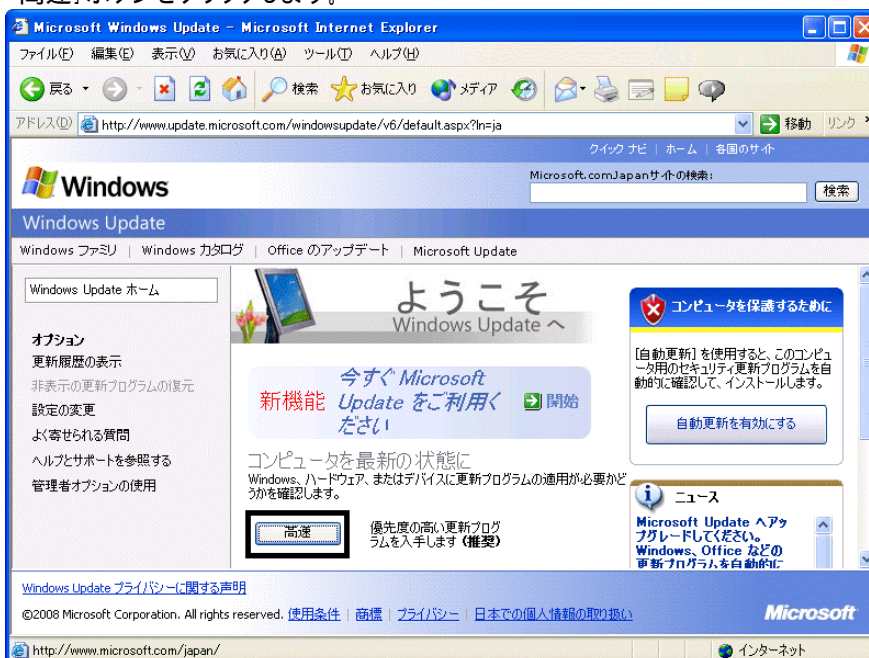 「高速」ボタンをクリックします。
Microsoft Windows Update - Microsoft Internet Explorer
ファイル(F) 編集(E) 表示(V) お気に入り(A) ツール(T) ヘルプ(H)
戻る 検索 お気に入り メディア
アドレス(D) http://www.update.microsoft.com/windowsupdate/v6/default.aspx?ln=ja 移動 リンク
クイック ナビ | ホーム | 各国のサイト
Windows
Microsoft.comJapanサイトの検索:
検索
Windows Update
Windows ファミリ | Windows カタログ | Office のアップデート | Microsoft Update
Windows Update ホーム
オプション
更新履歴の表示
非表示の更新プログラムの復元
設定の変更
よく寄せられる質問
ヘルプとサポートを参照する
管理者オプションの使用
ようこそ
Windows Update へ
新機能
今すぐ Microsoft
Update をご利用く
ださい
開始
コンピュータを最新の状態に
Windows、ハードウェア、またはデバイスに更新プログラムの適用が必要かど
うかを確認します。
高速
優先度の高い更新プログ
ラムを入手します (推奨)
コンピュータを保護するために
[自動更新] を使用すると、このコンピュ
ータ用のセキュリティ更新プログラムを自
動的に確認して、インストールします。
自動更新を有効にする
ニュース
Microsoft Update へアッ
プグレードしてください。
Windows、Office などの
更新プログラムを自動的に
Windows Update プライバシーに関する声明
©2008 Microsoft Corporation. All rights reserved. 使用条件 | 商標 | プライバシー | 日本での個人情報の取り扱い
Microsoft
http://www.microsoft.com/japan/
インターネット